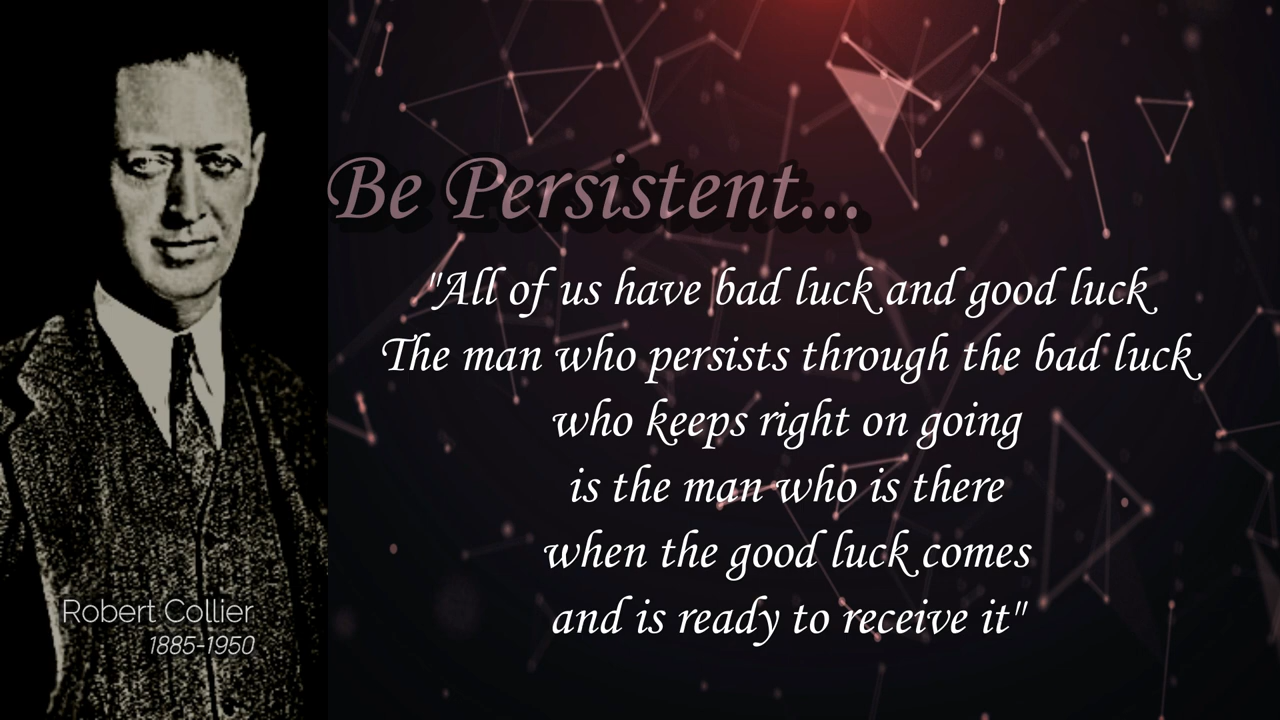 Be Persistent...
"All of us have bad luck and good luck
The man who persists through the bad luck
who keeps right on going
is the man who is there
when the good luck comes
and is ready to receive it"
Robert Collier
1885-1950